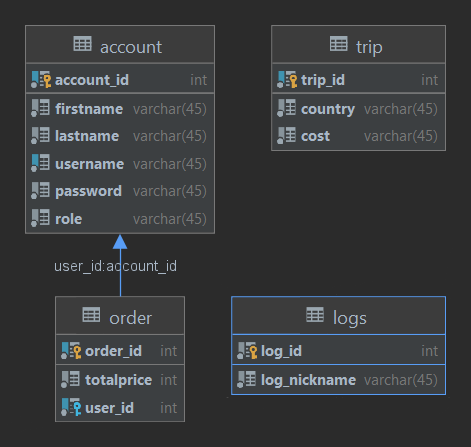 account
account_id int
firstname varchar(45)
lastname varchar(45)
username varchar(45)
password varchar(45)
role varchar(45)
trip
trip_id int
country varchar(45)
cost varchar(45)
user_id:account_id
order
order_id int
totalprice int
user_id int
logs
log_id int
log_nickname varchar(45)